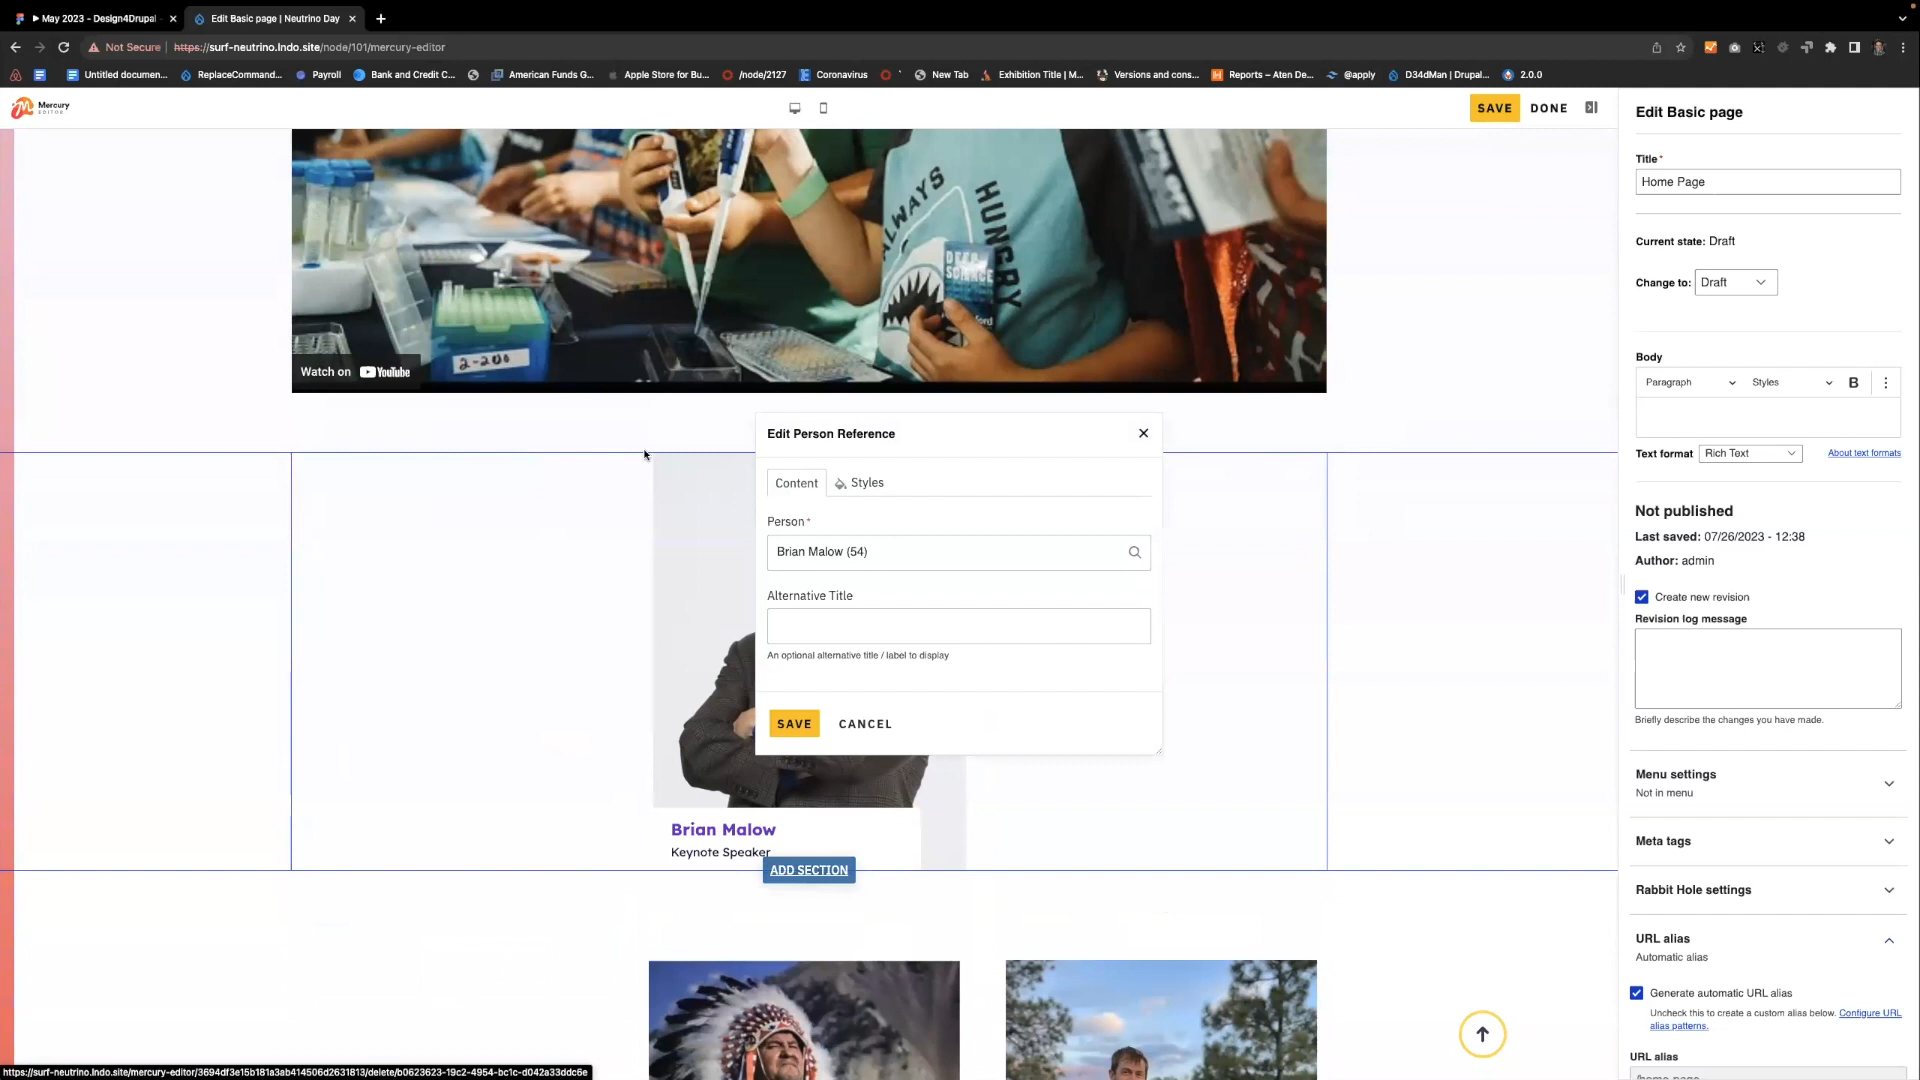 May 2023 - Design4Drupal
Edit Basic page | Neutrino Day
Not Secure
https://surf-neutrino.lndo.site/node/101/mercury-editor
Untitled documen...
ReplaceCommand...
Payroll
Bank and Credit C...
American Funds G...
Apple Store for Bu...
/node/2127
Coronavirus
New Tab
Exhibition Title | M...
Versions and cons...
Reports – Aten De...
@apply
D34dMan | Drupal...
2.0.0
Mercury
EDITOR
SAVE
DONE
ALWAYS
HUNGRY
DEEP
SCIENCE
2-200
Watch on YouTube
Edit Person Reference
Content
Styles
Person *
Brian Malow (54)
Alternative Title
An optional alternative title / label to display
SAVE
CANCEL
Brian Malow
Keynote Speaker
ADD SECTION
Edit Basic page
Title *
Home Page
Current state: Draft
Change to: Draft
Body
Paragraph
Styles
B
Text format Rich Text
About text formats
Not published
Last saved: 07/26/2023 - 12:38
Author: admin
Create new revision
Revision log message
Briefly describe the changes you have made.
Menu settings
Not in menu
Meta tags
Rabbit Hole settings
URL alias
Automatic alias
Generate automatic URL alias
Uncheck this to create a custom alias below. Configure URL
alias patterns.
URL alias
/home-page
https://surf-neutrino.lndo.site/mercury-editor/3694df3e15b181a3ab414506d2631813/delete/b0623623-19c2-4954-bc1c-d042a33ddc6e